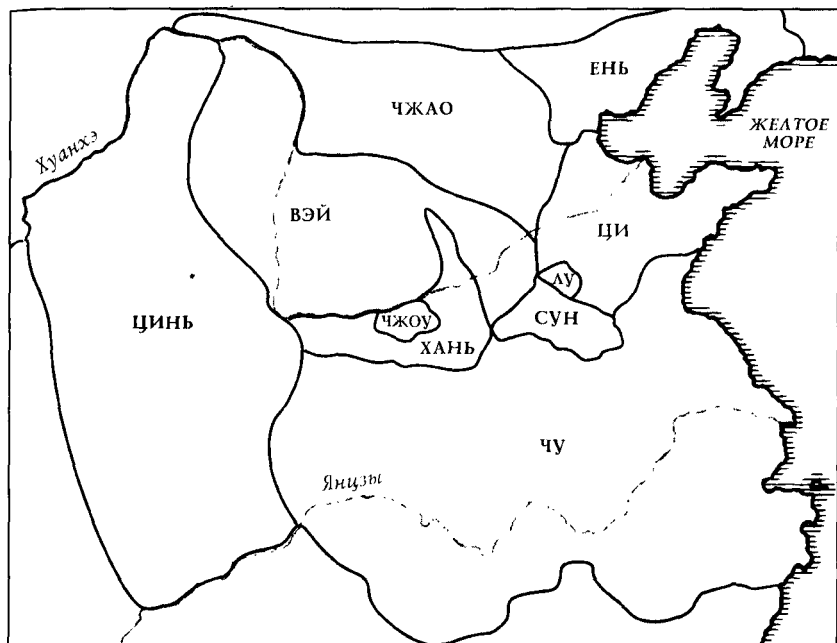 ЕНЬ
ЧЖАО
ЖЕЛТОЕ
МОРЕ
Хуанхэ
ВЭЙ
ЦИ
ЛУ
ЦИНЬ
ЧЖОУ
СУН
ХАНЬ
ЧУ
Янцзы